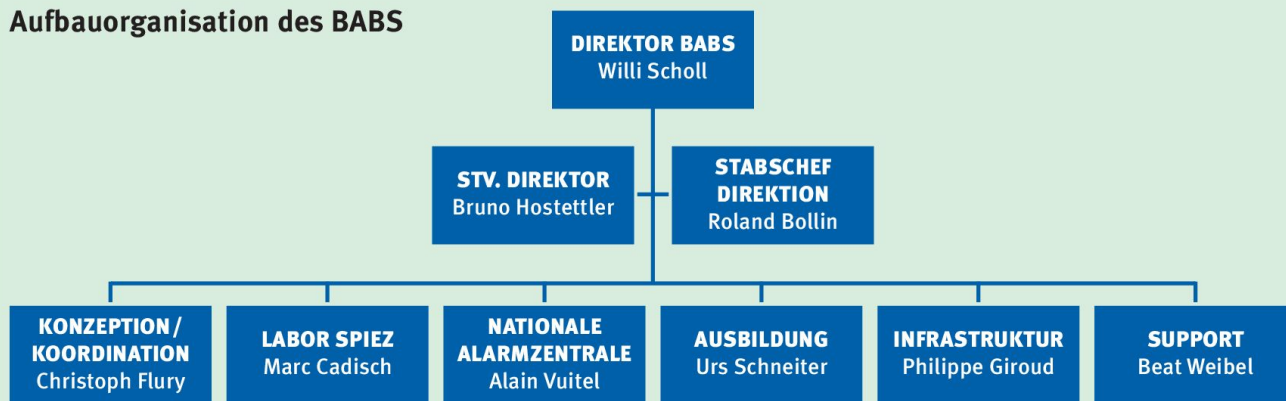 Aufbauorganisation des BABS
DIREKTOR BABS
Willi Scholl
STV. DIREKTOR
Bruno Hostettler
STABSCHEF
DIREKTION
Roland Bollin
KONZEPTION /
KOORDINATION
Christoph Flury
LABOR SPIEZ
Marc Cadisch
NATIONALE
ALARMZENTRALE
Alain Vuitel
AUSBILDUNG
Urs Schneiter
INFRASTRUKTUR
Philippe Giroud
SUPPORT
Beat Weibel